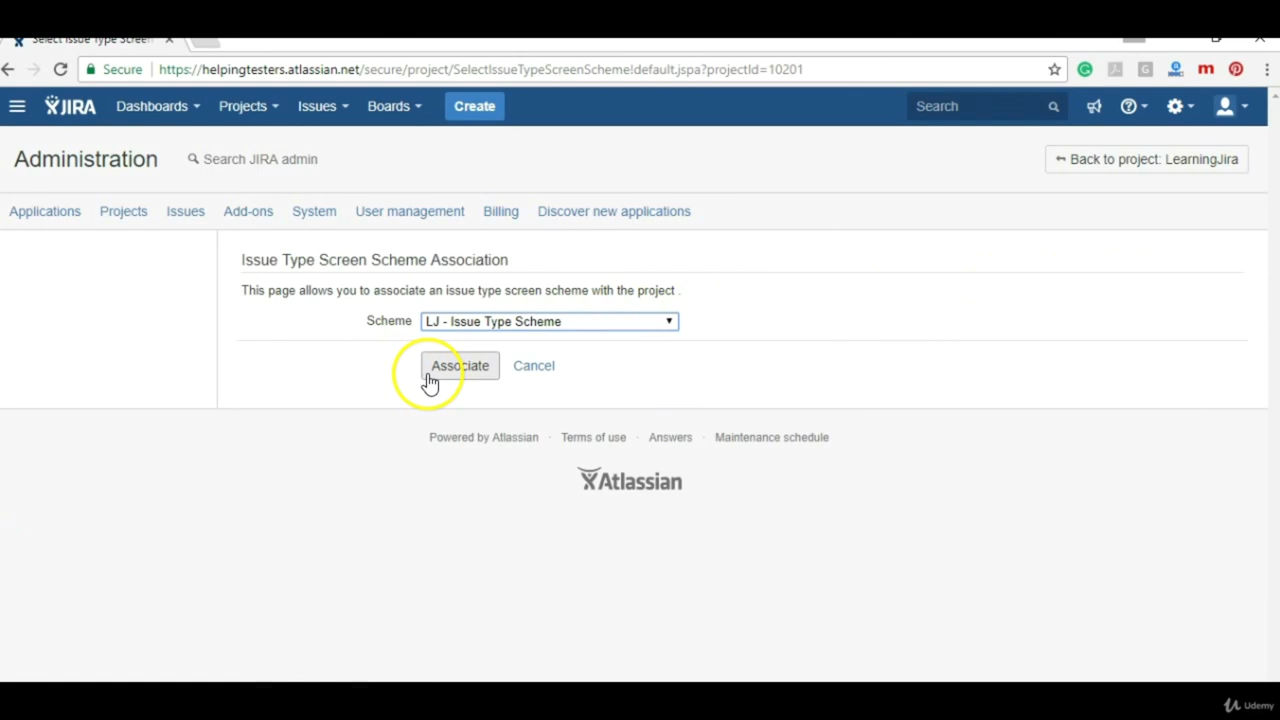 Select Issue Type Screen
Secure https://helpingtesters.atlassian.net/secure/project/SelectIssueTypeScreenScheme!default.jspa?projectId=10201
JIRA Dashboards Projects Issues Boards Create Search
Administration Search JIRA admin Back to project: LearningJira
Applications Projects Issues Add-ons System User management Billing Discover new applications
Issue Type Screen Scheme Association
This page allows you to associate an issue type screen scheme with the project .
Scheme LJ - Issue Type Scheme
Associate Cancel
Powered by Atlassian · Terms of use · Answers · Maintenance schedule
Atlassian
Udemy